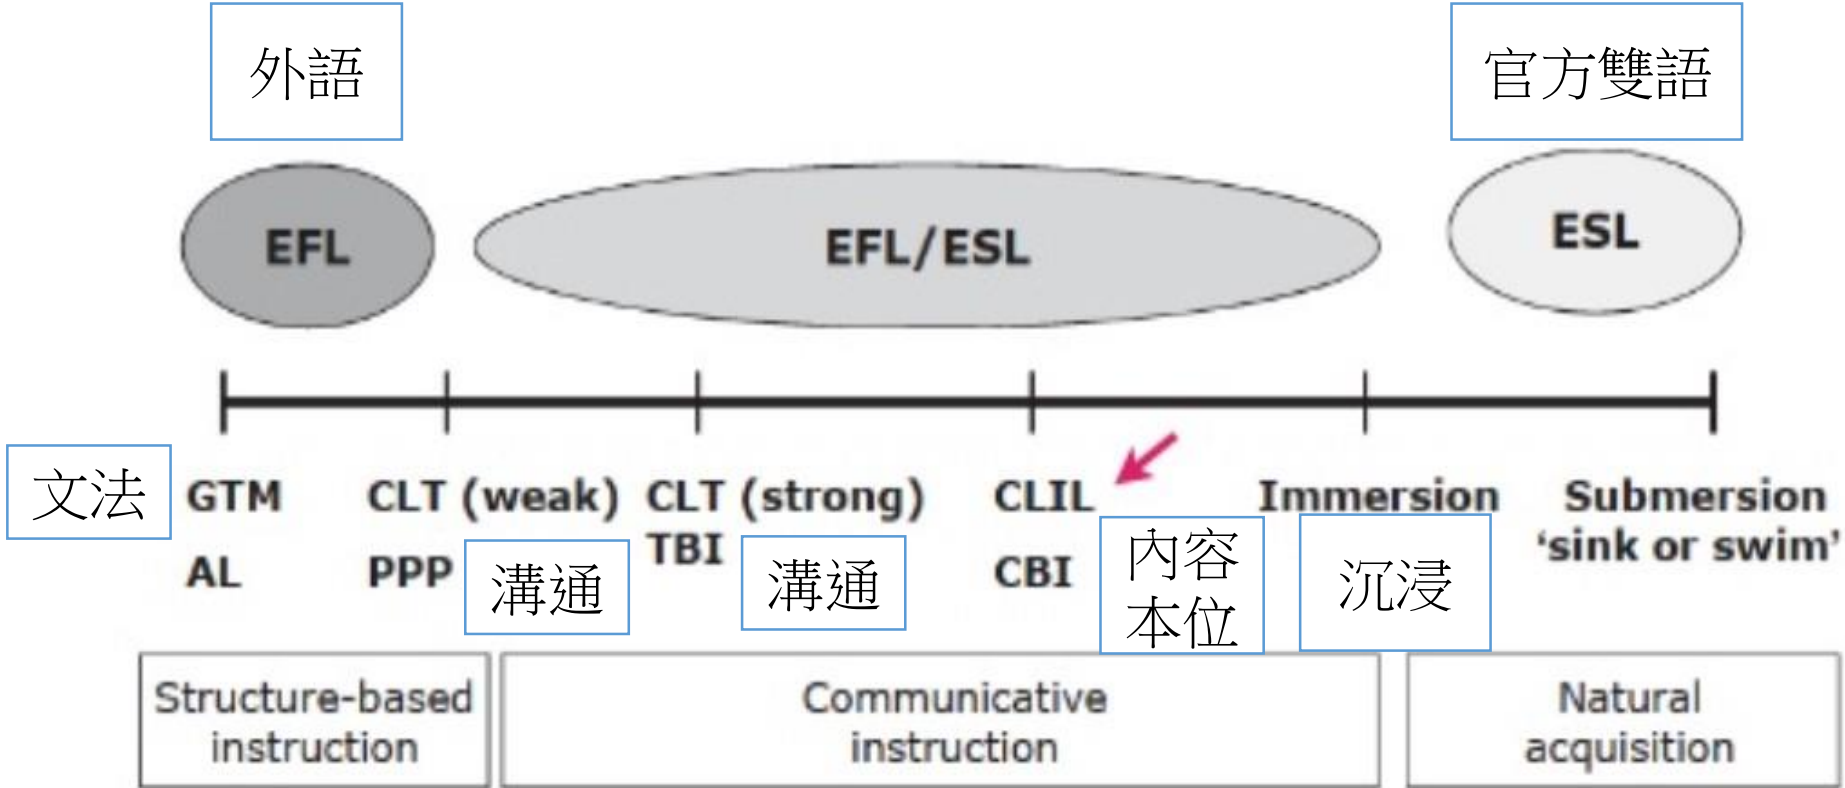 外語
官方雙語
EFL
EFL/ESL
ESL
文法
GTM
AL
CLT (weak)
PPP
溝通
CLT (strong)
TBI
溝通
CLIL
CBI
內容
本位
Immersion
沉浸
Submersion
‘sink or swim’
Structure-based
instruction
Communicative
instruction
Natural
acquisition